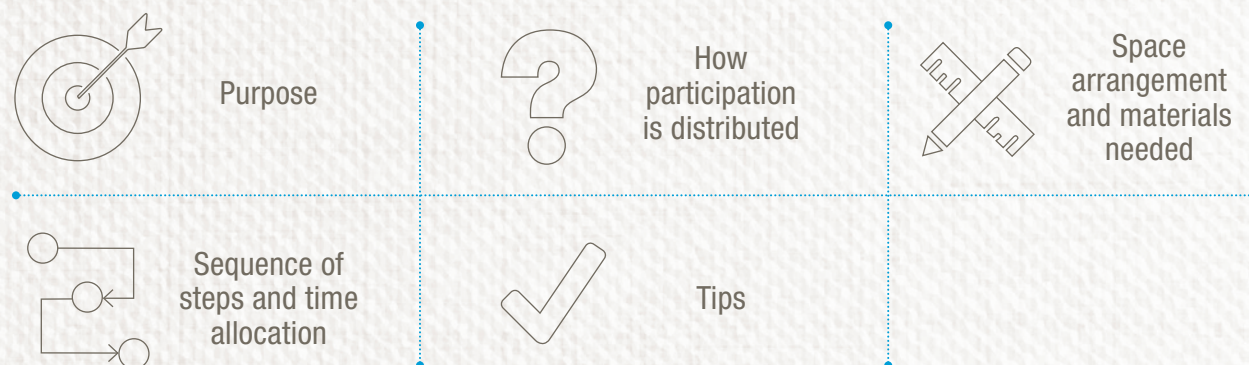 Purpose
How
participation
is distributed
Space
arrangement
and materials
needed
Sequence of
steps and time
allocation
Tips